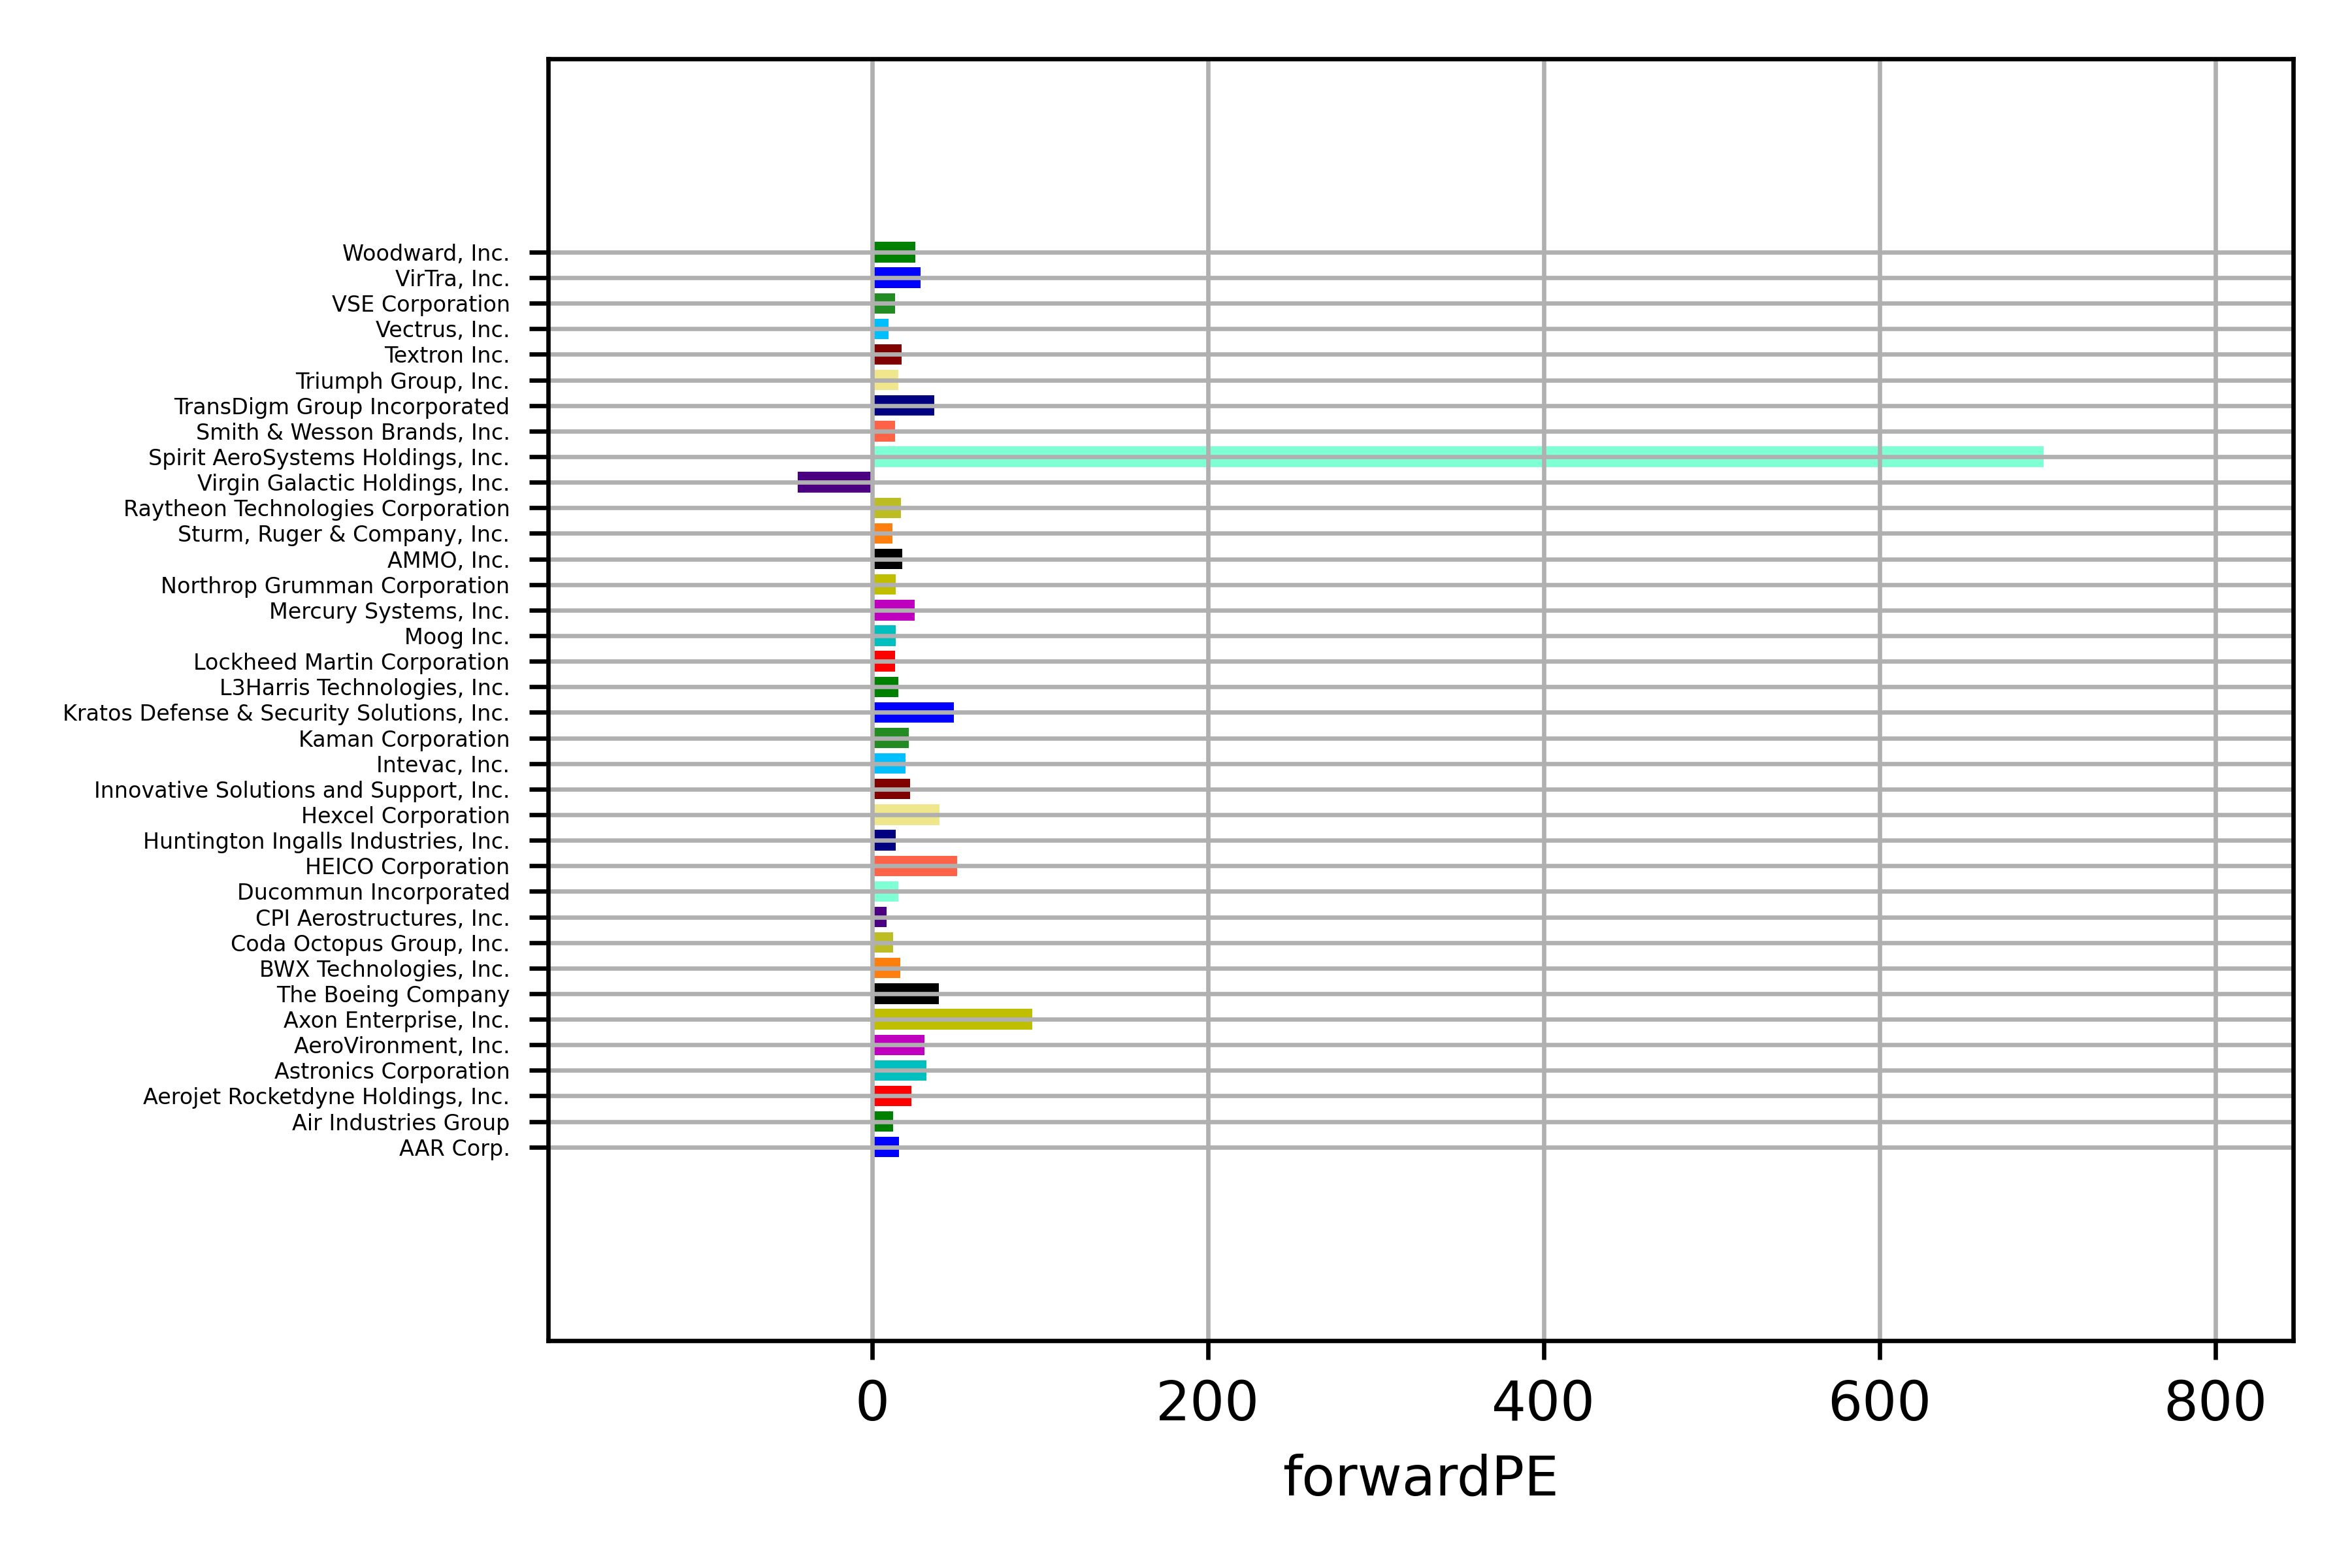 Woodward, Inc.
VirTra, Inc.
VSE Corporation
Vectrus, Inc.
Textron Inc.
Triumph Group, Inc.
TransDigm Group Incorporated
Smith & Wesson Brands, Inc.
Spirit AeroSystems Holdings, Inc.
Virgin Galactic Holdings, Inc.
Raytheon Technologies Corporation
Sturm, Ruger & Company, Inc.
AMMO, Inc.
Northrop Grumman Corporation
Mercury Systems, Inc.
Moog Inc.
Lockheed Martin Corporation
L3Harris Technologies, Inc.
Kratos Defense & Security Solutions, Inc.
Kaman Corporation
Intevac, Inc.
Innovative Solutions and Support, Inc.
Hexcel Corporation
Huntington Ingalls Industries, Inc.
HEICO Corporation
Ducommun Incorporated
CPI Aerostructures, Inc.
Coda Octopus Group, Inc.
BWX Technologies, Inc.
The Boeing Company
Axon Enterprise, Inc.
AeroVironment, Inc.
Astronics Corporation
Aerojet Rocketdyne Holdings, Inc.
Air Industries Group
AAR Corp.
0 200 400 600 800
forwardPE